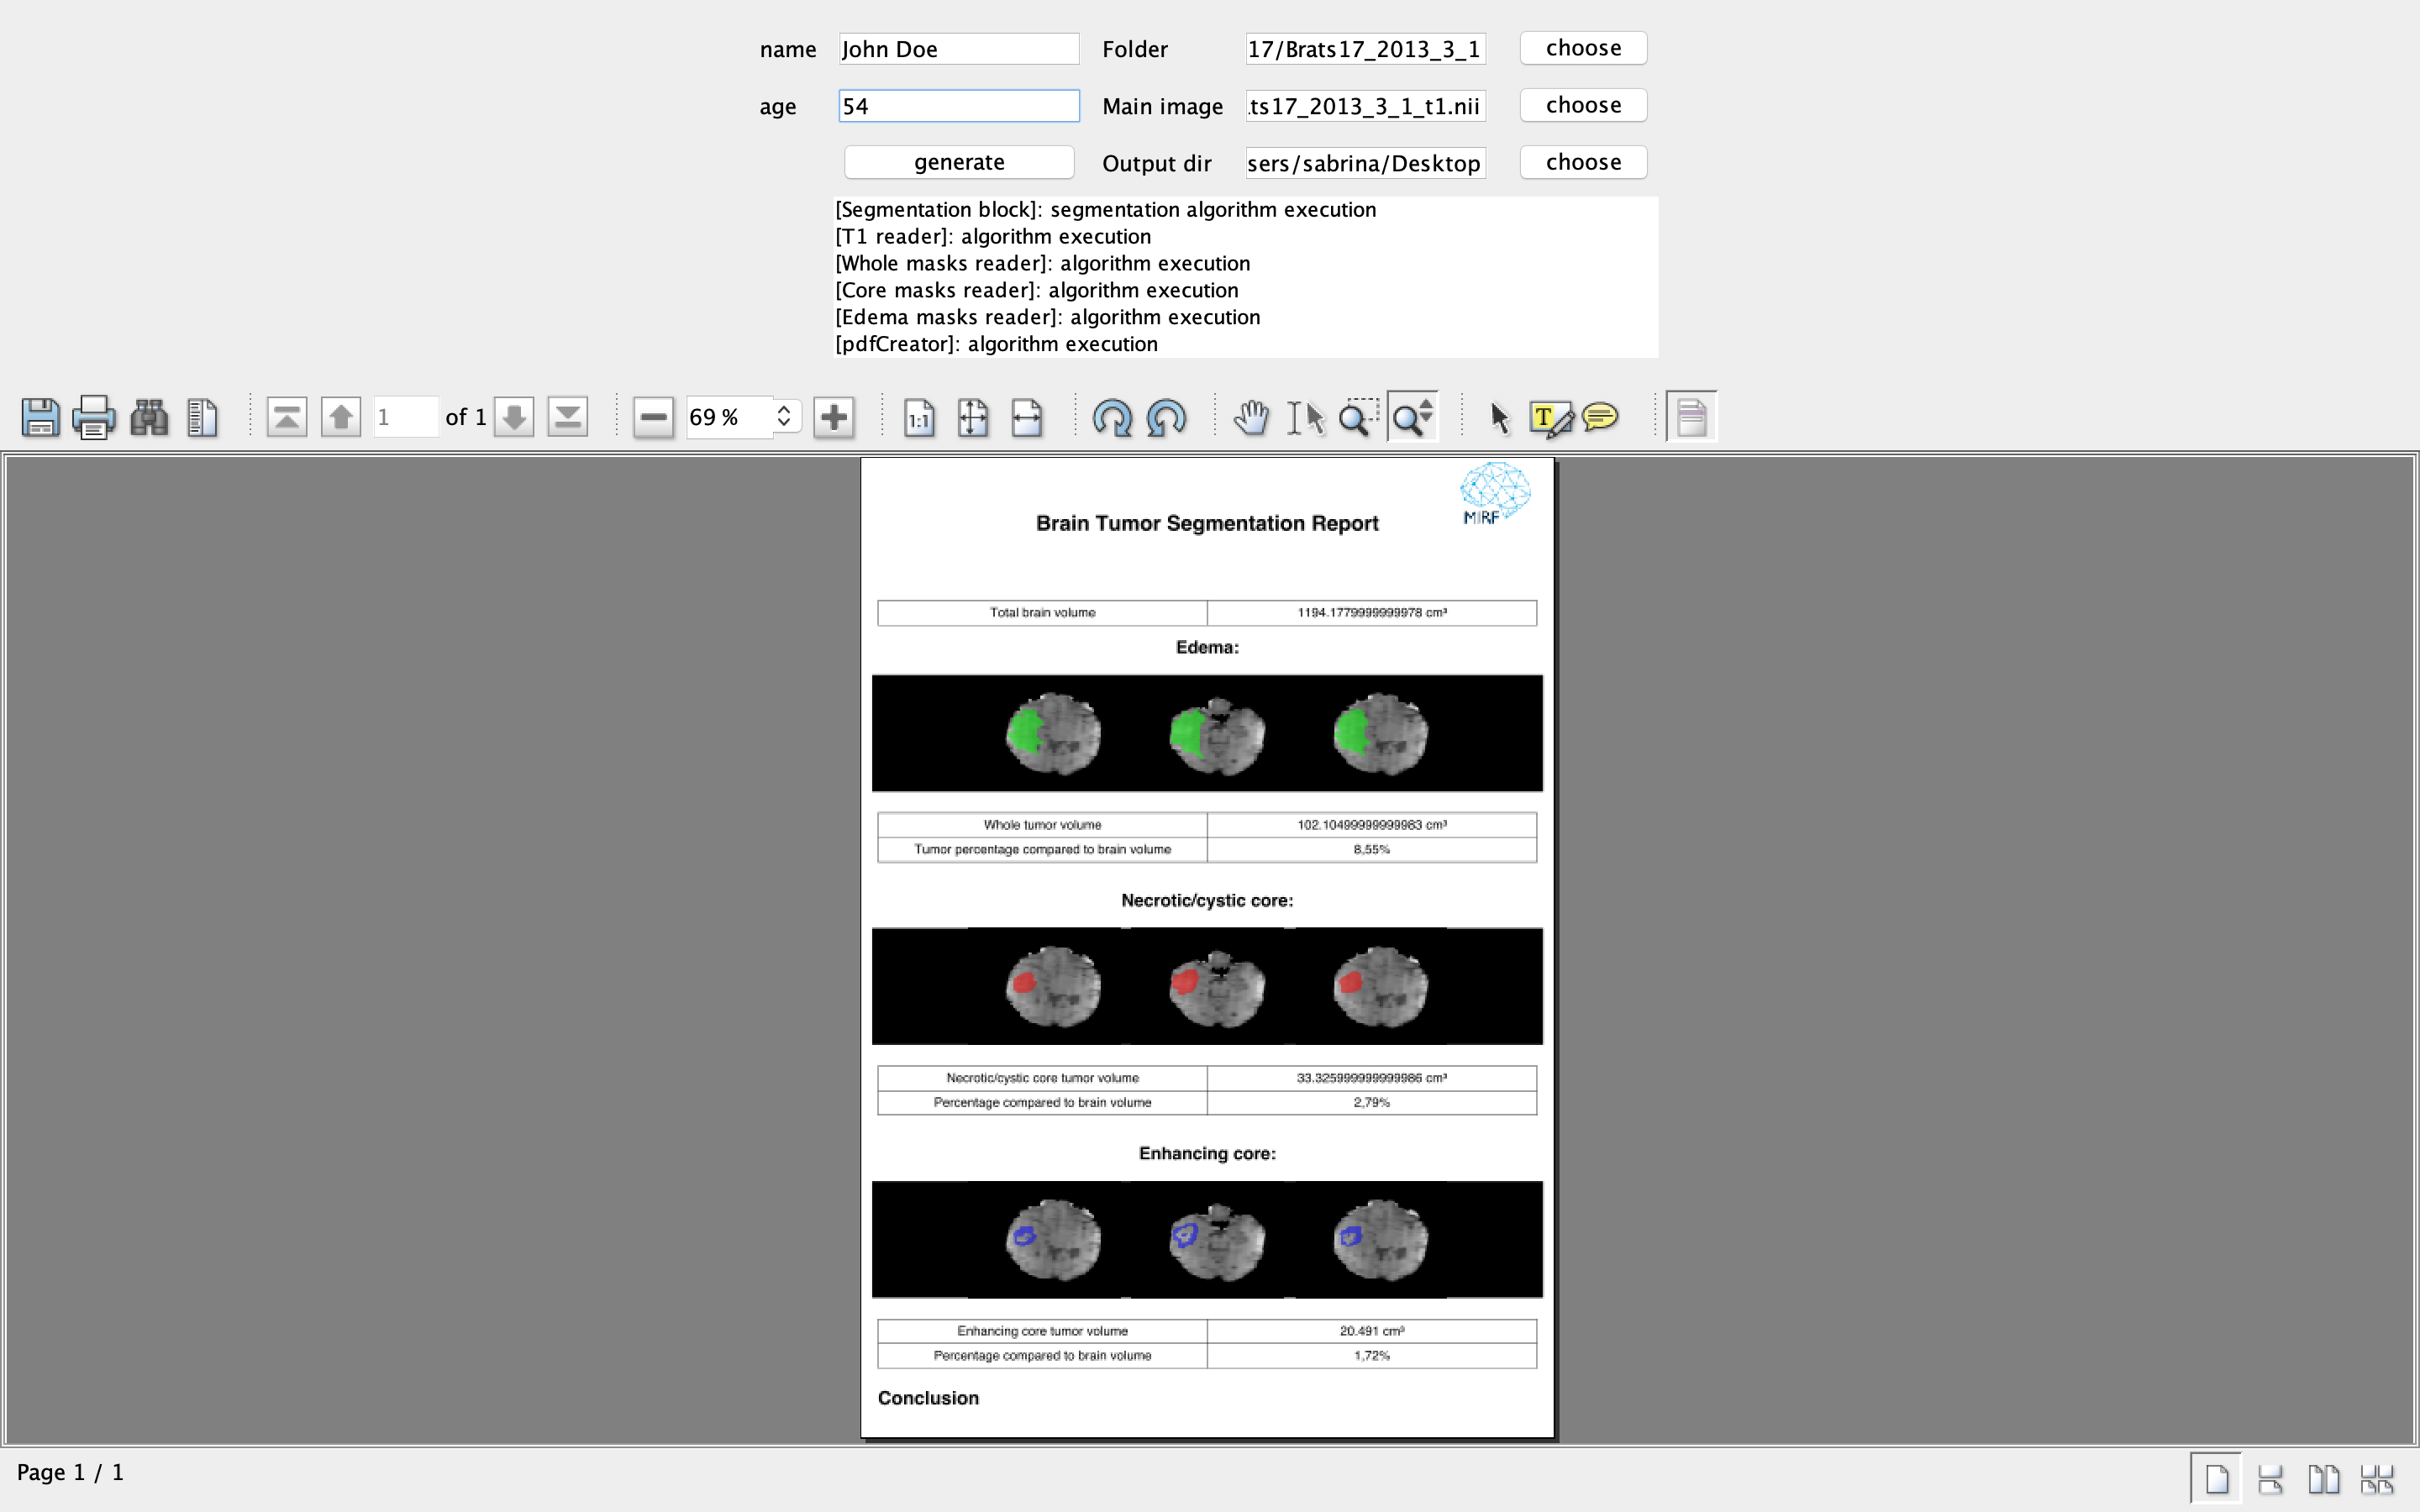 name John Doe Folder 17/Brats17_2013_3_1 choose
age 54 Main image .ts17_2013_3_1_t1.nii choose
generate Output dir sers/sabrina/Desktop choose
[Segmentation block]: segmentation algorithm execution
[T1 reader]: algorithm execution
[Whole masks reader]: algorithm execution
[Core masks reader]: algorithm execution
[Edema masks reader]: algorithm execution
[pdfCreator]: algorithm execution
1 of 1 69 % 1:1 T
MIRF
Brain Tumor Segmentation Report
Total brain volume 1194.1779999999978 cm³
Edema:
Whole tumor volume 102.10499999999983 cm³
Tumor percentage compared to brain volume 8,55%
Necrotic/cystic core:
Necrotic/cystic core tumor volume 33.325999999999986 cm³
Percentage compared to brain volume 2,79%
Enhancing core:
Enhancing core tumor volume 20.491 cm³
Percentage compared to brain volume 1,72%
Conclusion
Page 1 / 1